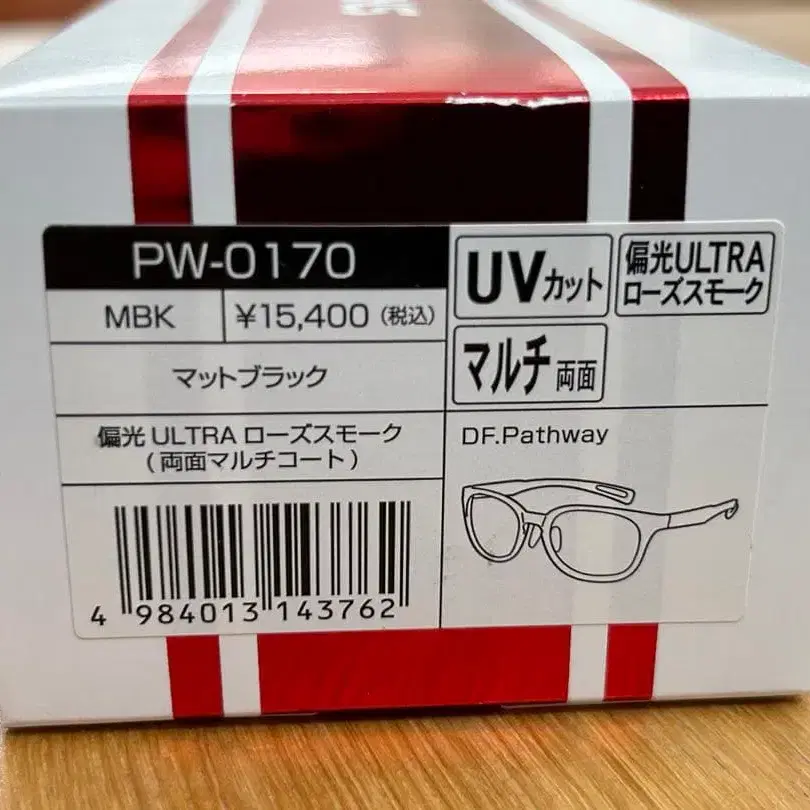 PW-0170
MBK ¥15,400 (税込)
マットブラック
偏光 ULTRA ローズスモーク
(両面マルチコート)
4 984013 143762
UVカット
偏光ULTRA
ローズスモーク
マルチ両面
DF.Pathway